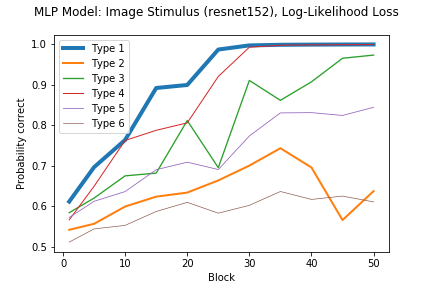 MLP Model: Image Stimulus (resnet152), Log-Likelihood Loss
1.0
0.9
0.8
0.7
0.6
0.5
Probability correct
Type 1
Type 2
Type 3
Type 4
Type 5
Type 6
0 10 20 30 40 50
Block